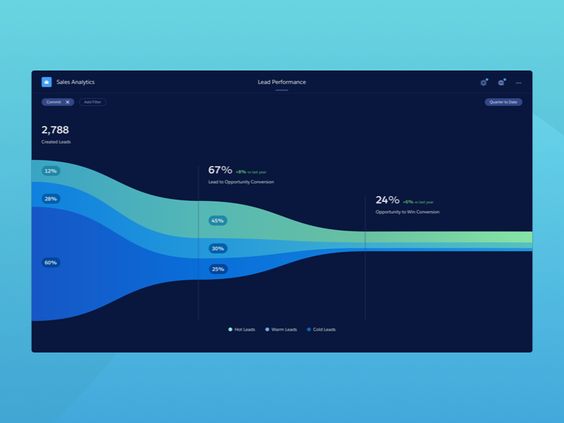 Sales Analytics
Lead Performance
Commit ×
Add Filter
Quarter to Date
2,788
Created Leads
67% +8% vs last year
Lead to Opportunity Conversion
24% +6% vs last year
Opportunity to Win Conversion
12%
28%
60%
45%
30%
25%
Hot Leads
Warm Leads
Cold Leads